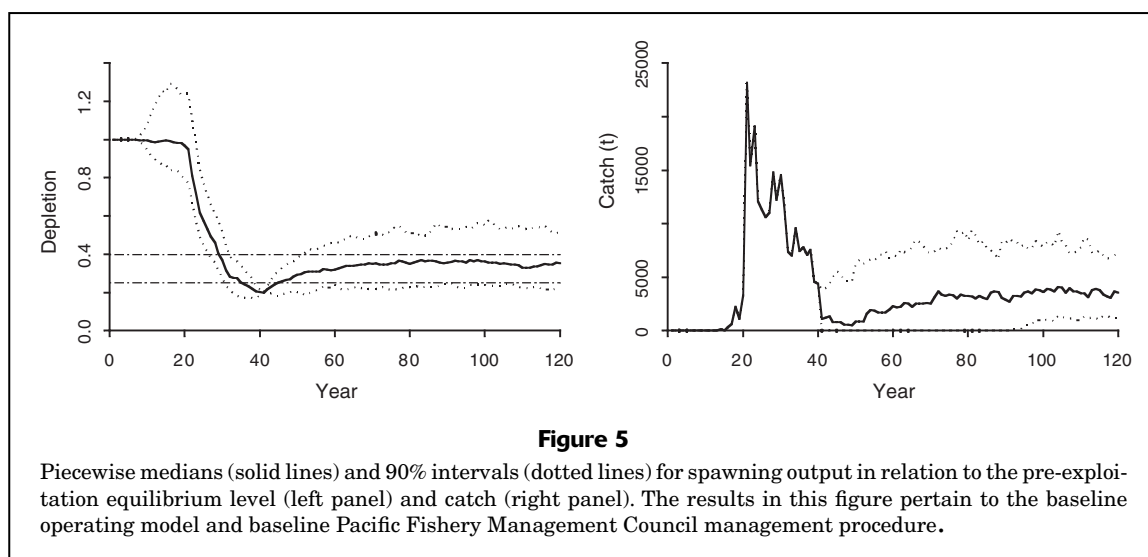 1.2
0.8
0.4
0.0
Depletion
0 20 40 60 80 100 120
Year
25000
15000
5000
0
Catch (t)
0 20 40 60 80 100 120
Year
Figure 5
Piecewise medians (solid lines) and 90% intervals (dotted lines) for spawning output in relation to the pre-exploi-
tation equilibrium level (left panel) and catch (right panel). The results in this figure pertain to the baseline
operating model and baseline Pacific Fishery Management Council management procedure.